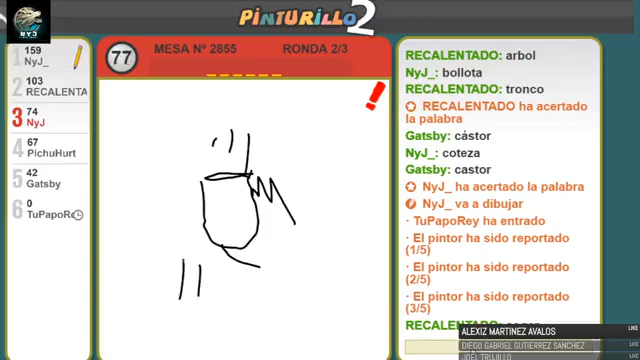 PINTURILLO 2
NYJ
77
MESA Nº 2855
RONDA 2/3
1 159
NyJ_
2 103
RECALENTA
3 74
NyJ
4 67
PichuHurt
5 42
Gatsby
6 0
TuPapoRey
RECALENTADO: arbol
NyJ_: bollota
RECALENTADO: tronco
RECALENTADO ha acertado
la palabra
Gatsby: cástor
NyJ_: coteza
Gatsby: castor
NyJ_ ha acertado la palabra
NyJ_ va a dibujar
TuPapoRey ha entrado
El pintor ha sido reportado
(1/5)
El pintor ha sido reportado
(2/5)
El pintor ha sido reportado
(3/5)
RECALENTADO:
ALEXIZ MARTINEZ AVALOS
DIEGO GABRIEL GUTIERREZ SANCHEZ
JOEL TRUJILLO